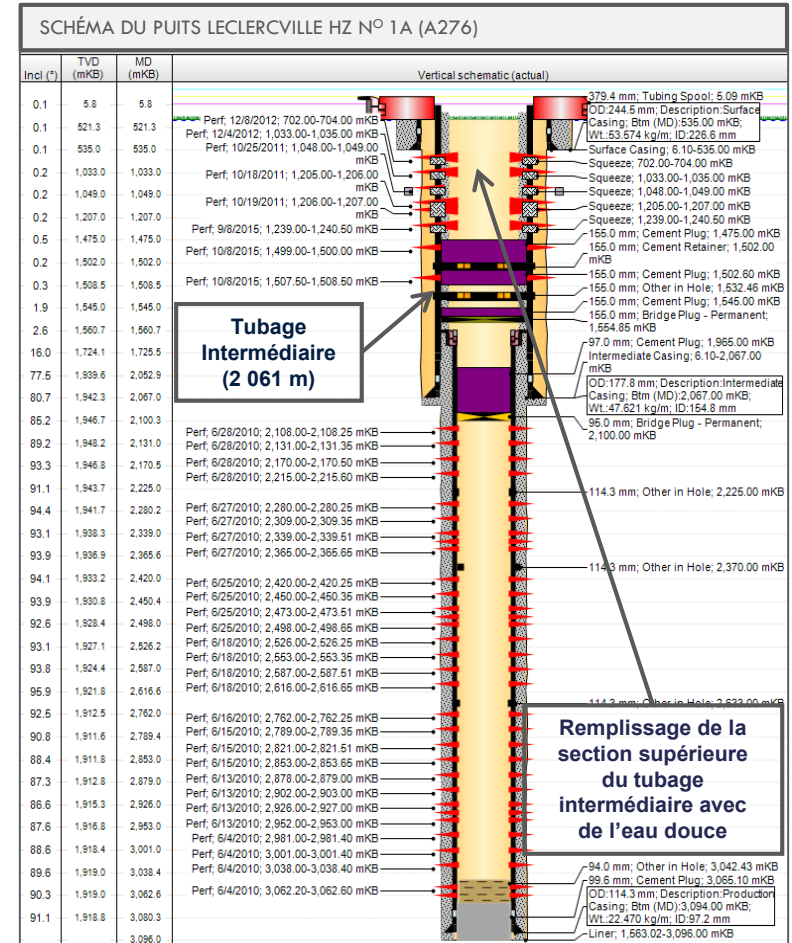 SCHÉMA DU PUITS LECLERCVILLE HZ Nº 1A (A276)
Incl (°) TVD (mKB) MD (mKB) Vertical schematic (actual)
0.1 5.8 5.8
0.1 521.3 521.3
0.1 535.0 535.0
0.2 1,033.0 1,033.0
0.2 1,049.0 1,049.0
0.2 1,207.0 1,207.0
0.5 1,475.0 1,475.0
0.2 1,502.0 1,502.0
0.3 1,508.5 1,508.5
1.9 1,545.0 1,545.0
2.6 1,560.7 1,560.7
16.0 1,724.1 1,725.5
77.5 1,939.6 2,052.9
80.7 1,942.3 2,067.0
85.2 1,946.7 2,100.3
89.2 1,948.2 2,131.0
93.3 1,946.8 2,170.5
91.1 1,943.7 2,225.0
94.4 1,941.7 2,280.2
93.1 1,938.3 2,339.0
93.9 1,936.9 2,365.6
94.1 1,933.2 2,420.0
93.9 1,930.8 2,450.4
92.6 1,928.4 2,498.0
93.1 1,927.1 2,526.2
93.8 1,924.4 2,587.0
95.9 1,921.8 2,616.6
92.5 1,912.5 2,762.0
90.8 1,911.6 2,789.4
88.4 1,911.8 2,853.0
87.3 1,912.8 2,879.0
86.6 1,915.3 2,926.0
87.6 1,916.8 2,953.0
88.6 1,918.4 3,001.0
89.6 1,919.0 3,038.4
90.3 1,919.0 3,062.6
91.1 1,918.8 3,080.3
3,096.0
Perf; 12/8/2012; 702.00-704.00 mKB
Perf; 12/4/2012; 1,033.00-1,035.00 mKB
Perf; 10/25/2011; 1,048.00-1,049.00
mKB
Perf; 10/18/2011; 1,205.00-1,206.00
mKB
Perf; 10/19/2011; 1,206.00-1,207.00
mKB
Perf; 9/8/2015; 1,239.00-1,240.50 mKB
Perf; 10/8/2015; 1,499.00-1,500.00 mKB
Perf; 10/8/2015; 1,507.50-1,508.50 mKB
Tubage
Intermédiaire
(2 061 m)
Perf; 6/28/2010; 2,108.00-2,108.25 mKB
Perf; 6/28/2010; 2,131.00-2,131.35 mKB
Perf; 6/28/2010; 2,170.00-2,170.50 mKB
Perf; 6/28/2010; 2,215.00-2,215.60 mKB
Perf; 6/27/2010; 2,280.00-2,280.25 mKB
Perf; 6/27/2010; 2,309.00-2,309.35 mKB
Perf; 6/27/2010; 2,339.00-2,339.51 mKB
Perf; 6/27/2010; 2,365.00-2,365.65 mKB
Perf; 6/25/2010; 2,420.00-2,420.25 mKB
Perf; 6/25/2010; 2,450.00-2,450.35 mKB
Perf; 6/25/2010; 2,473.00-2,473.51 mKB
Perf; 6/25/2010; 2,498.00-2,498.65 mKB
Perf; 6/18/2010; 2,526.00-2,526.25 mKB
Perf; 6/18/2010; 2,553.00-2,553.35 mKB
Perf; 6/18/2010; 2,587.00-2,587.51 mKB
Perf; 6/18/2010; 2,616.00-2,616.65 mKB
Perf; 6/16/2010; 2,762.00-2,762.25 mKB
Perf; 6/15/2010; 2,789.00-2,789.35 mKB
Perf; 6/15/2010; 2,821.00-2,821.51 mKB
Perf; 6/15/2010; 2,853.00-2,853.65 mKB
Perf; 6/13/2010; 2,878.00-2,879.00 mKB
Perf; 6/13/2010; 2,902.00-2,903.00 mKB
Perf; 6/13/2010; 2,926.00-2,927.00 mKB
Perf; 6/13/2010; 2,952.00-2,953.00 mKB
Perf; 6/4/2010; 2,981.00-2,981.40 mKB
Perf; 6/4/2010; 3,001.00-3,001.40 mKB
Perf; 6/4/2010; 3,038.00-3,038.40 mKB
Perf; 6/4/2010; 3,062.20-3,062.60 mKB
379.4 mm; Tubing Spool; 5.09 mKB
OD:244.5 mm; Description:Surface
Casing; Btm (MD):535.00 mKB;
Wt.:53.574 kg/m; ID:226.6 mm
Surface Casing; 6.10-535.00 mKB
Squeeze; 702.00-704.00 mKB
Squeeze; 1,033.00-1,035.00 mKB
Squeeze; 1,048.00-1,049.00 mKB
Squeeze; 1,205.00-1,207.00 mKB
Squeeze; 1,239.00-1,240.50 mKB
155.0 mm; Cement Plug; 1,475.00 mKB
155.0 mm; Cement Retainer; 1,502.00
mKB
155.0 mm; Cement Plug; 1,502.60 mKB
155.0 mm; Other in Hole; 1,532.46 mKB
155.0 mm; Cement Plug; 1,545.00 mKB
155.0 mm; Bridge Plug - Permanent;
1,554.85 mKB
97.0 mm; Cement Plug; 1,965.00 mKB
Intermediate Casing; 6.10-2,067.00
mKB
OD:177.8 mm; Description:Intermediate
Casing; Btm (MD):2,067.00 mKB;
Wt.:47.621 kg/m; ID:154.8 mm
95.0 mm; Bridge Plug - Permanent;
2,100.00 mKB
114.3 mm; Other in Hole; 2,225.00 mKB
114.3 mm; Other in Hole; 2,370.00 mKB
114.3 mm; Other in Hole; 2,633.00 mKB
Remplissage de la
section supérieure
du tubage
intermédiaire avec
de l'eau douce
94.0 mm; Other in Hole; 3,042.43 mKB
99.6 mm; Cement Plug; 3,065.10 mKB
OD:114.3 mm; Description:Production
Casing; Btm (MD):3,094.00 mKB;
Wt.:22.470 kg/m; ID:97.2 mm
Liner; 1,563.02-3,096.00 mKB